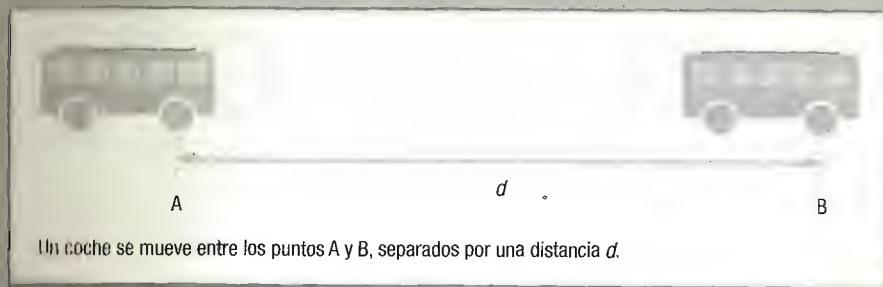 d
A
B
Un coche se mueve entre los puntos A y B, separados por una distancia d.